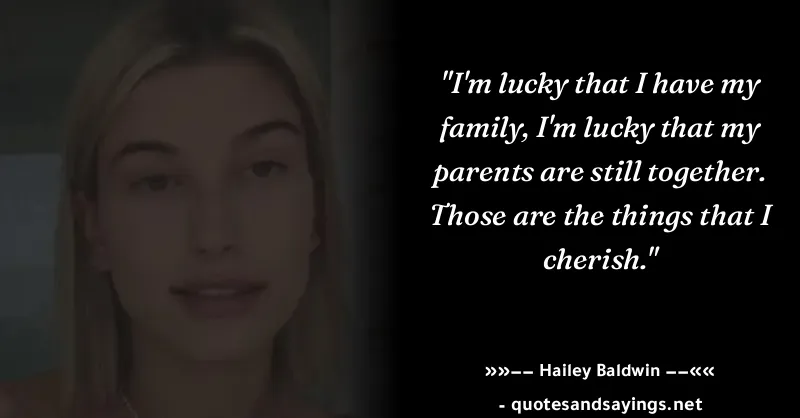 "I'm lucky that I have my
family, I'm lucky that my
parents are still together.
Those are the things that I
cherish."
»»−− Hailey Baldwin −−««
- quotesandsayings.net